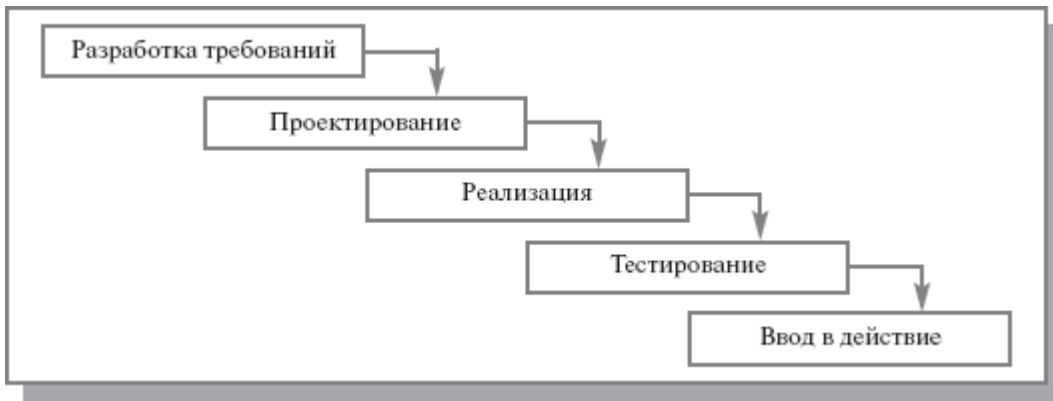 Разработка требований
Проектирование
Реализация
Тестирование
Ввод в действие